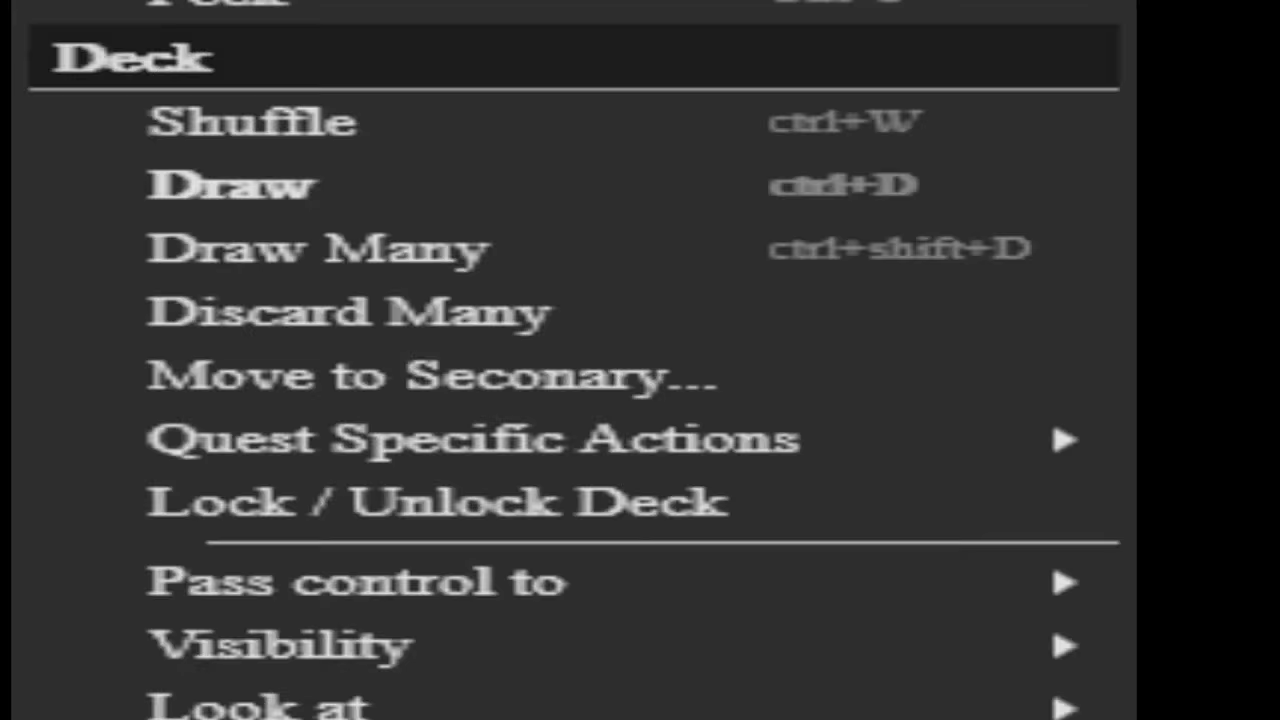 Deck
Shuffle ctrl+W
Draw ctrl+D
Draw Many ctrl+shift+D
Discard Many
Move to Seconary...
Quest Specific Actions
Lock / Unlock Deck
Pass control to
Visibility
Look at